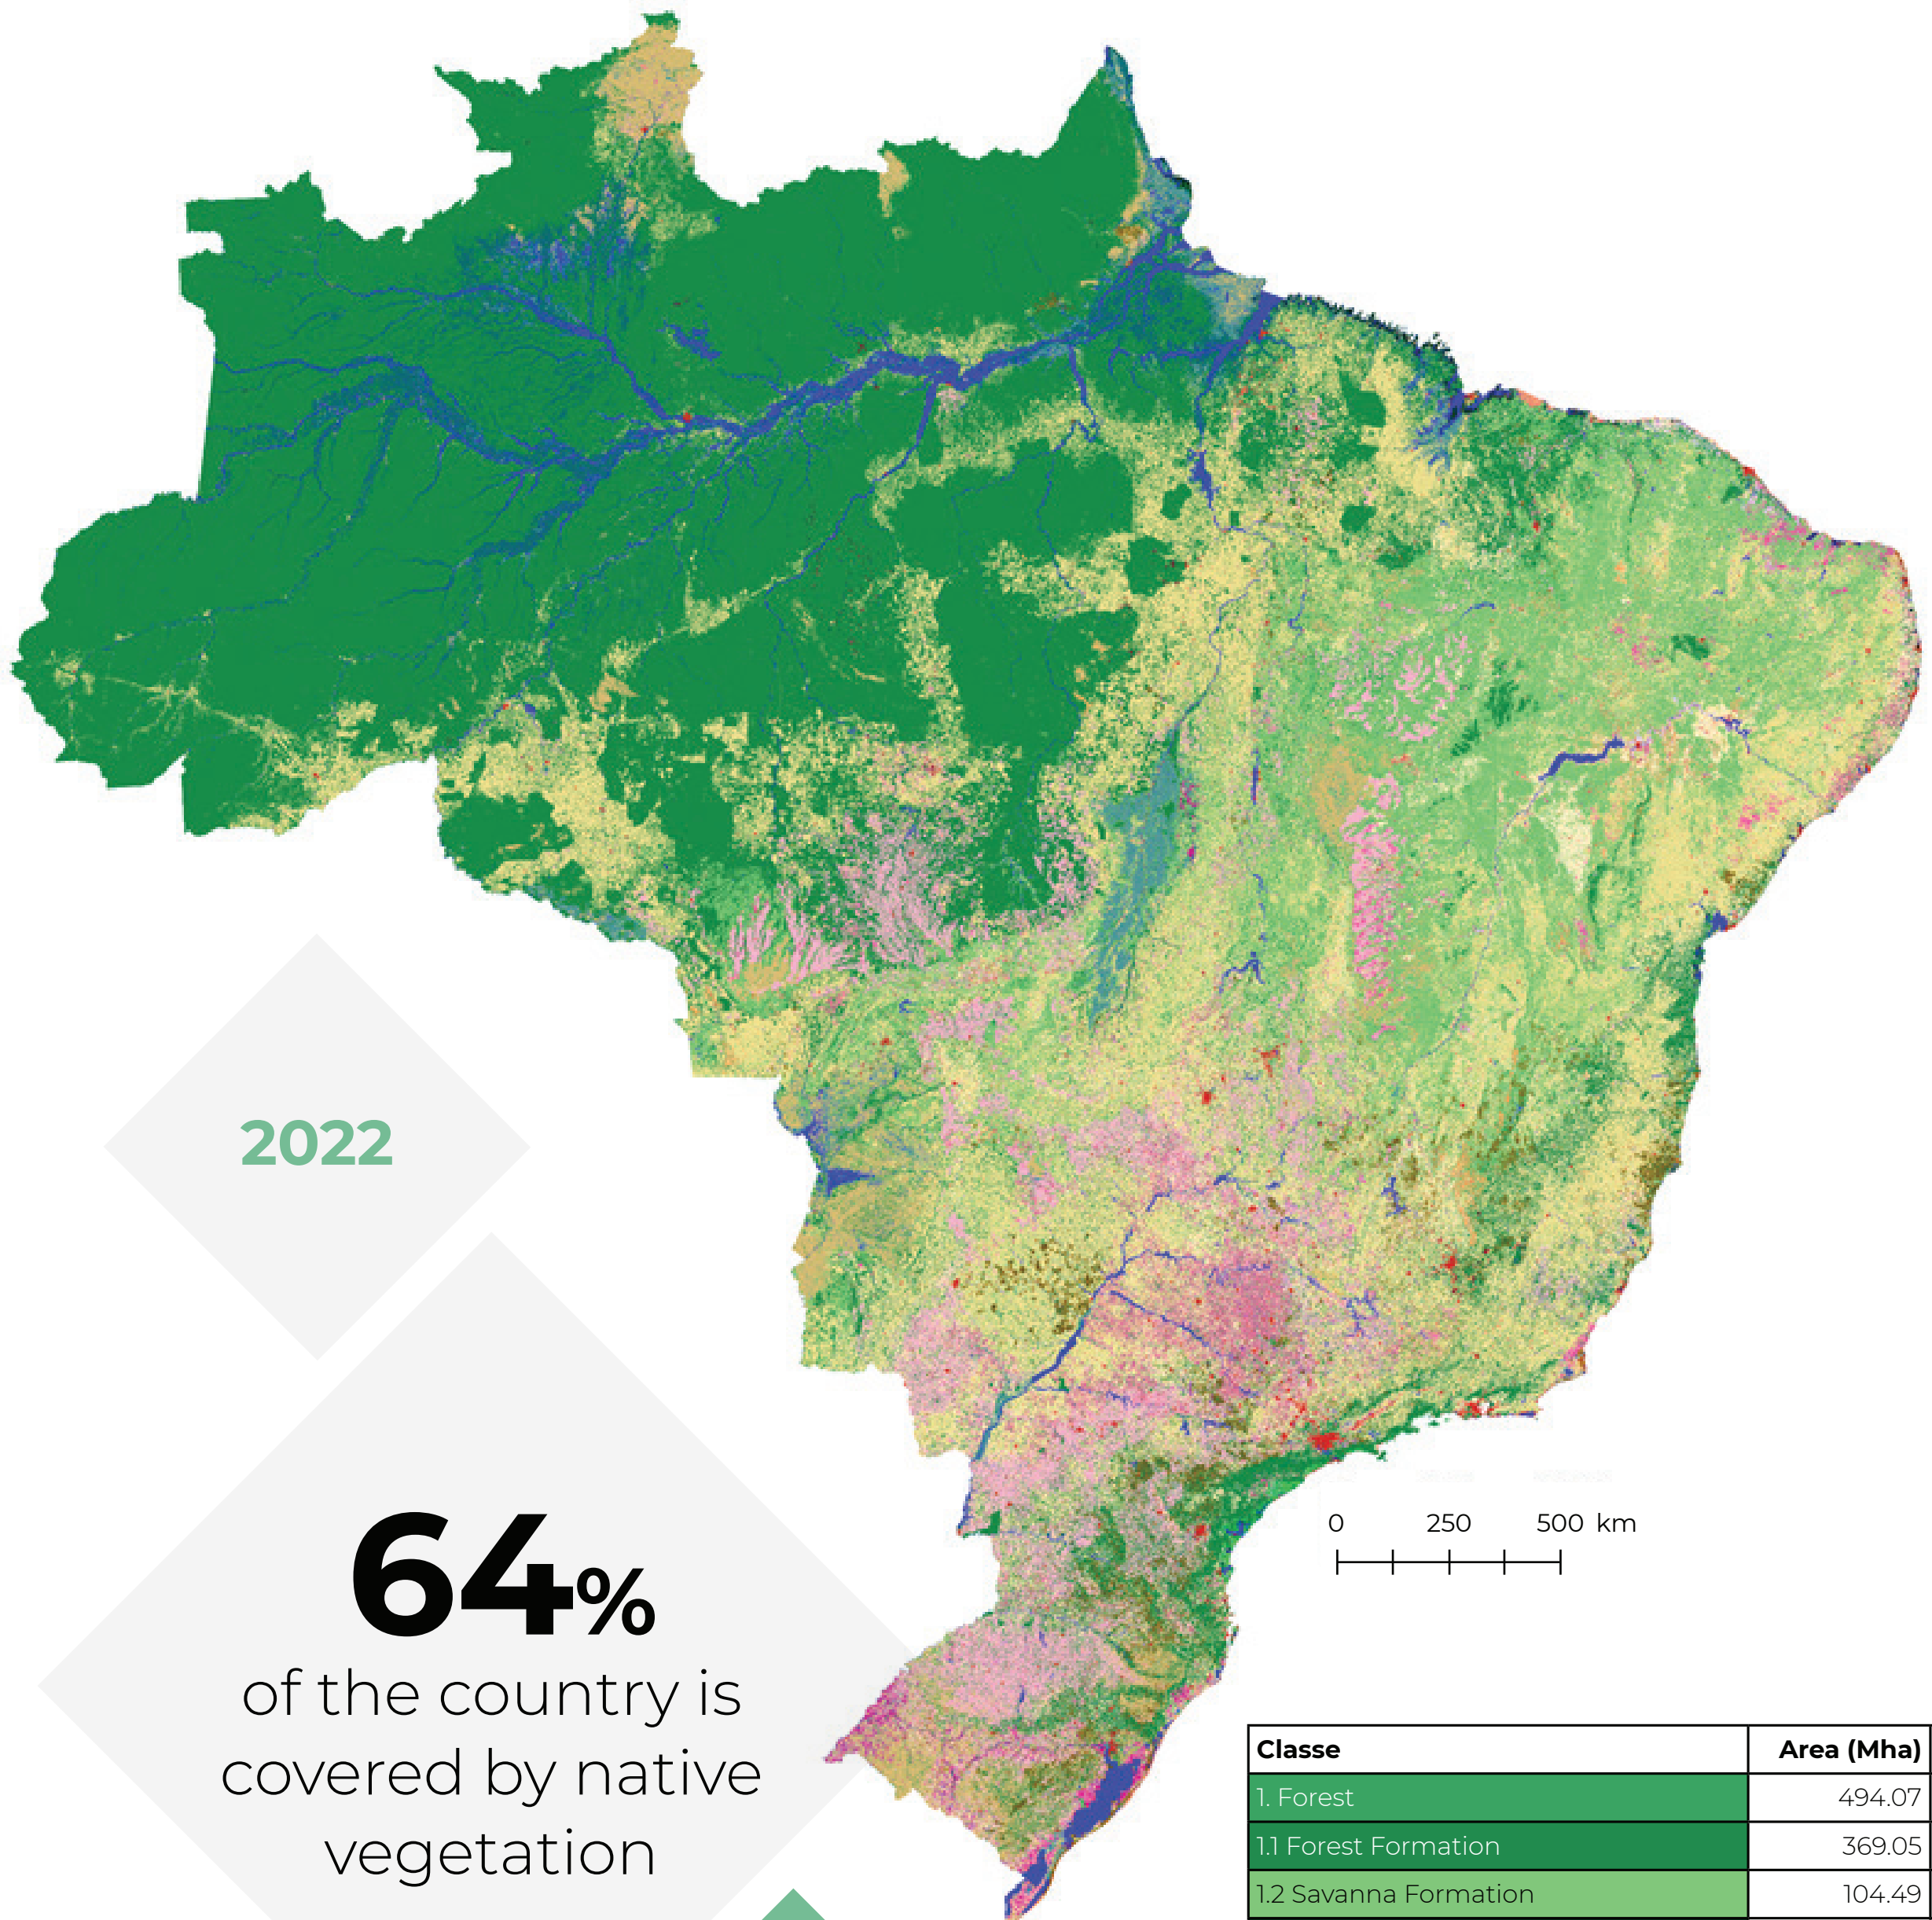 2022
64%
of the country is
covered by native
vegetation
0 250 500 km
Classe Area (Mha)
1. Forest 494.07
1.1 Forest Formation 369.05
1.2 Savanna Formation 104.49